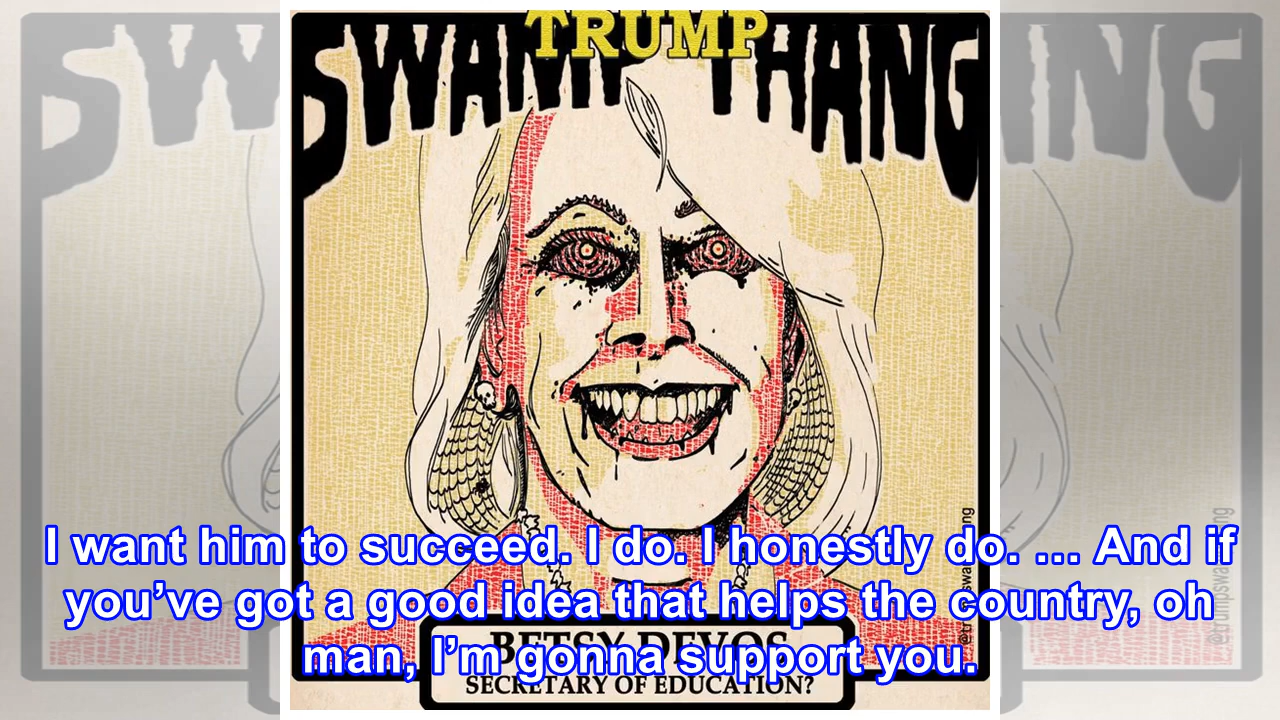 TRUMP
SWAMP THANG
I want him to succeed. I do. I honestly do. … And if
you’ve got a good idea that helps the country, oh
man, I’m gonna support you.
BETSY DEVOS
SECRETARY OF EDUCATION?